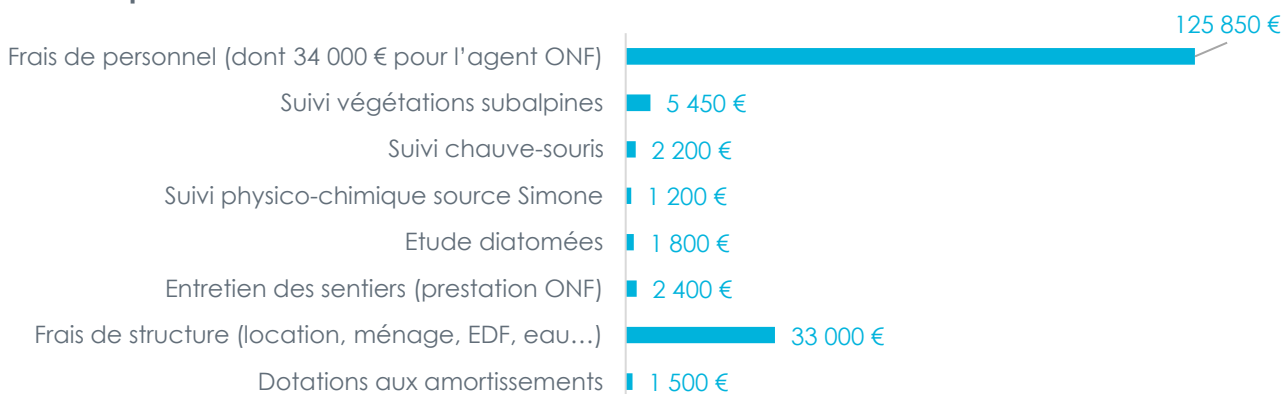 Frais de personnel (dont 34 000 € pour l’agent ONF) 125 850 €
Suivi végétations subalpines 5 450 €
Suivi chauve-souris 2 200 €
Suivi physico-chimique source Simone 1 200 €
Etude diatomées 1 800 €
Entretien des sentiers (prestation ONF) 2 400 €
Frais de structure (location, ménage, EDF, eau…) 33 000 €
Dotations aux amortissements 1 500 €